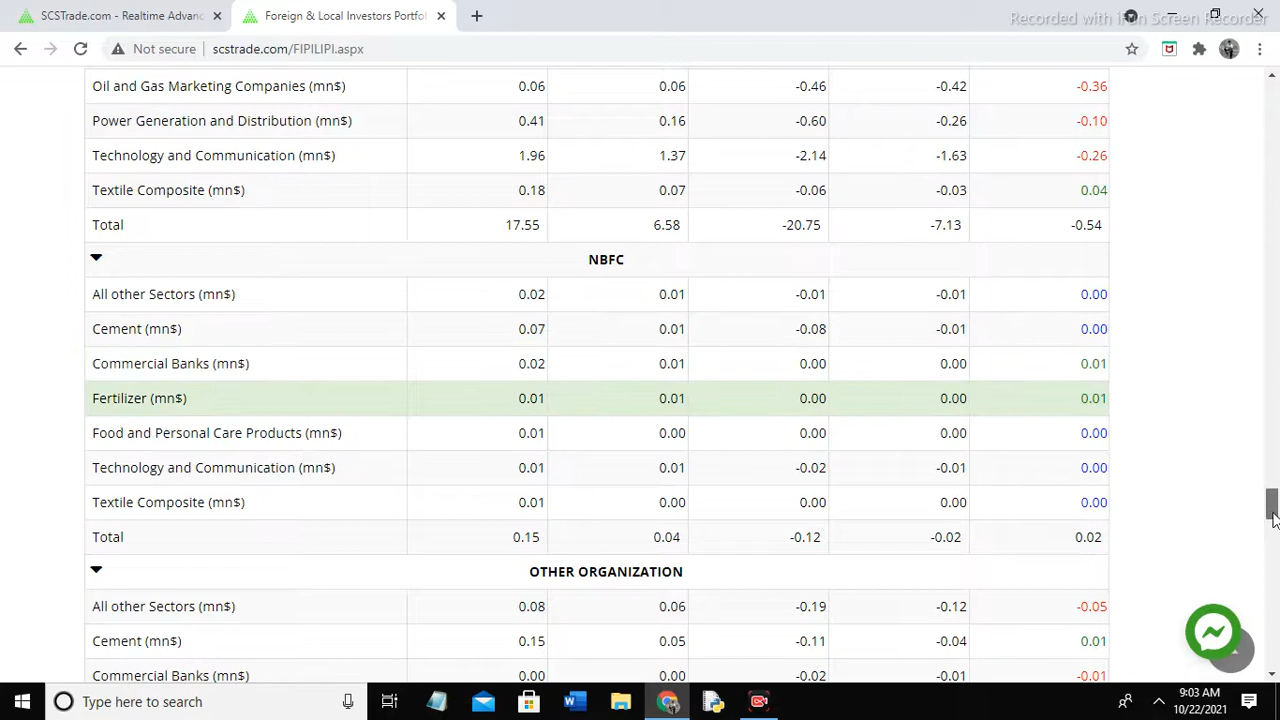 SCSTrade.com - Realtime Advanc
Foreign & Local Investors Portfol
Recorded with iFun Screen Recorder
Not secure scstrade.com/FIPILIPI.aspx
Oil and Gas Marketing Companies (mn$) 0.06 0.06 -0.46 -0.42 -0.36
Power Generation and Distribution (mn$) 0.41 0.16 -0.60 -0.26 -0.10
Technology and Communication (mn$) 1.96 1.37 -2.14 -1.63 -0.26
Textile Composite (mn$) 0.18 0.07 -0.06 -0.03 0.04
Total 17.55 6.58 -20.75 -7.13 -0.54
NBFC
All other Sectors (mn$) 0.02 0.01 -0.01 -0.01 0.00
Cement (mn$) 0.07 0.01 -0.08 -0.01 0.00
Commercial Banks (mn$) 0.02 0.01 0.00 0.00 0.01
Fertilizer (mn$) 0.01 0.01 0.00 0.00 0.01
Food and Personal Care Products (mn$) 0.01 0.00 0.00 0.00 0.00
Technology and Communication (mn$) 0.01 0.01 -0.02 -0.01 0.00
Textile Composite (mn$) 0.01 0.00 0.00 0.00 0.00
Total 0.15 0.04 -0.12 -0.02 0.02
OTHER ORGANIZATION
All other Sectors (mn$) 0.08 0.06 -0.19 -0.12 -0.05
Cement (mn$) 0.15 0.05 -0.11 -0.04 0.01
Commercial Banks (mn$) 0.00 0.00 -0.02 -0.01 -0.01
Type here to search
9:03 AM
10/22/2021